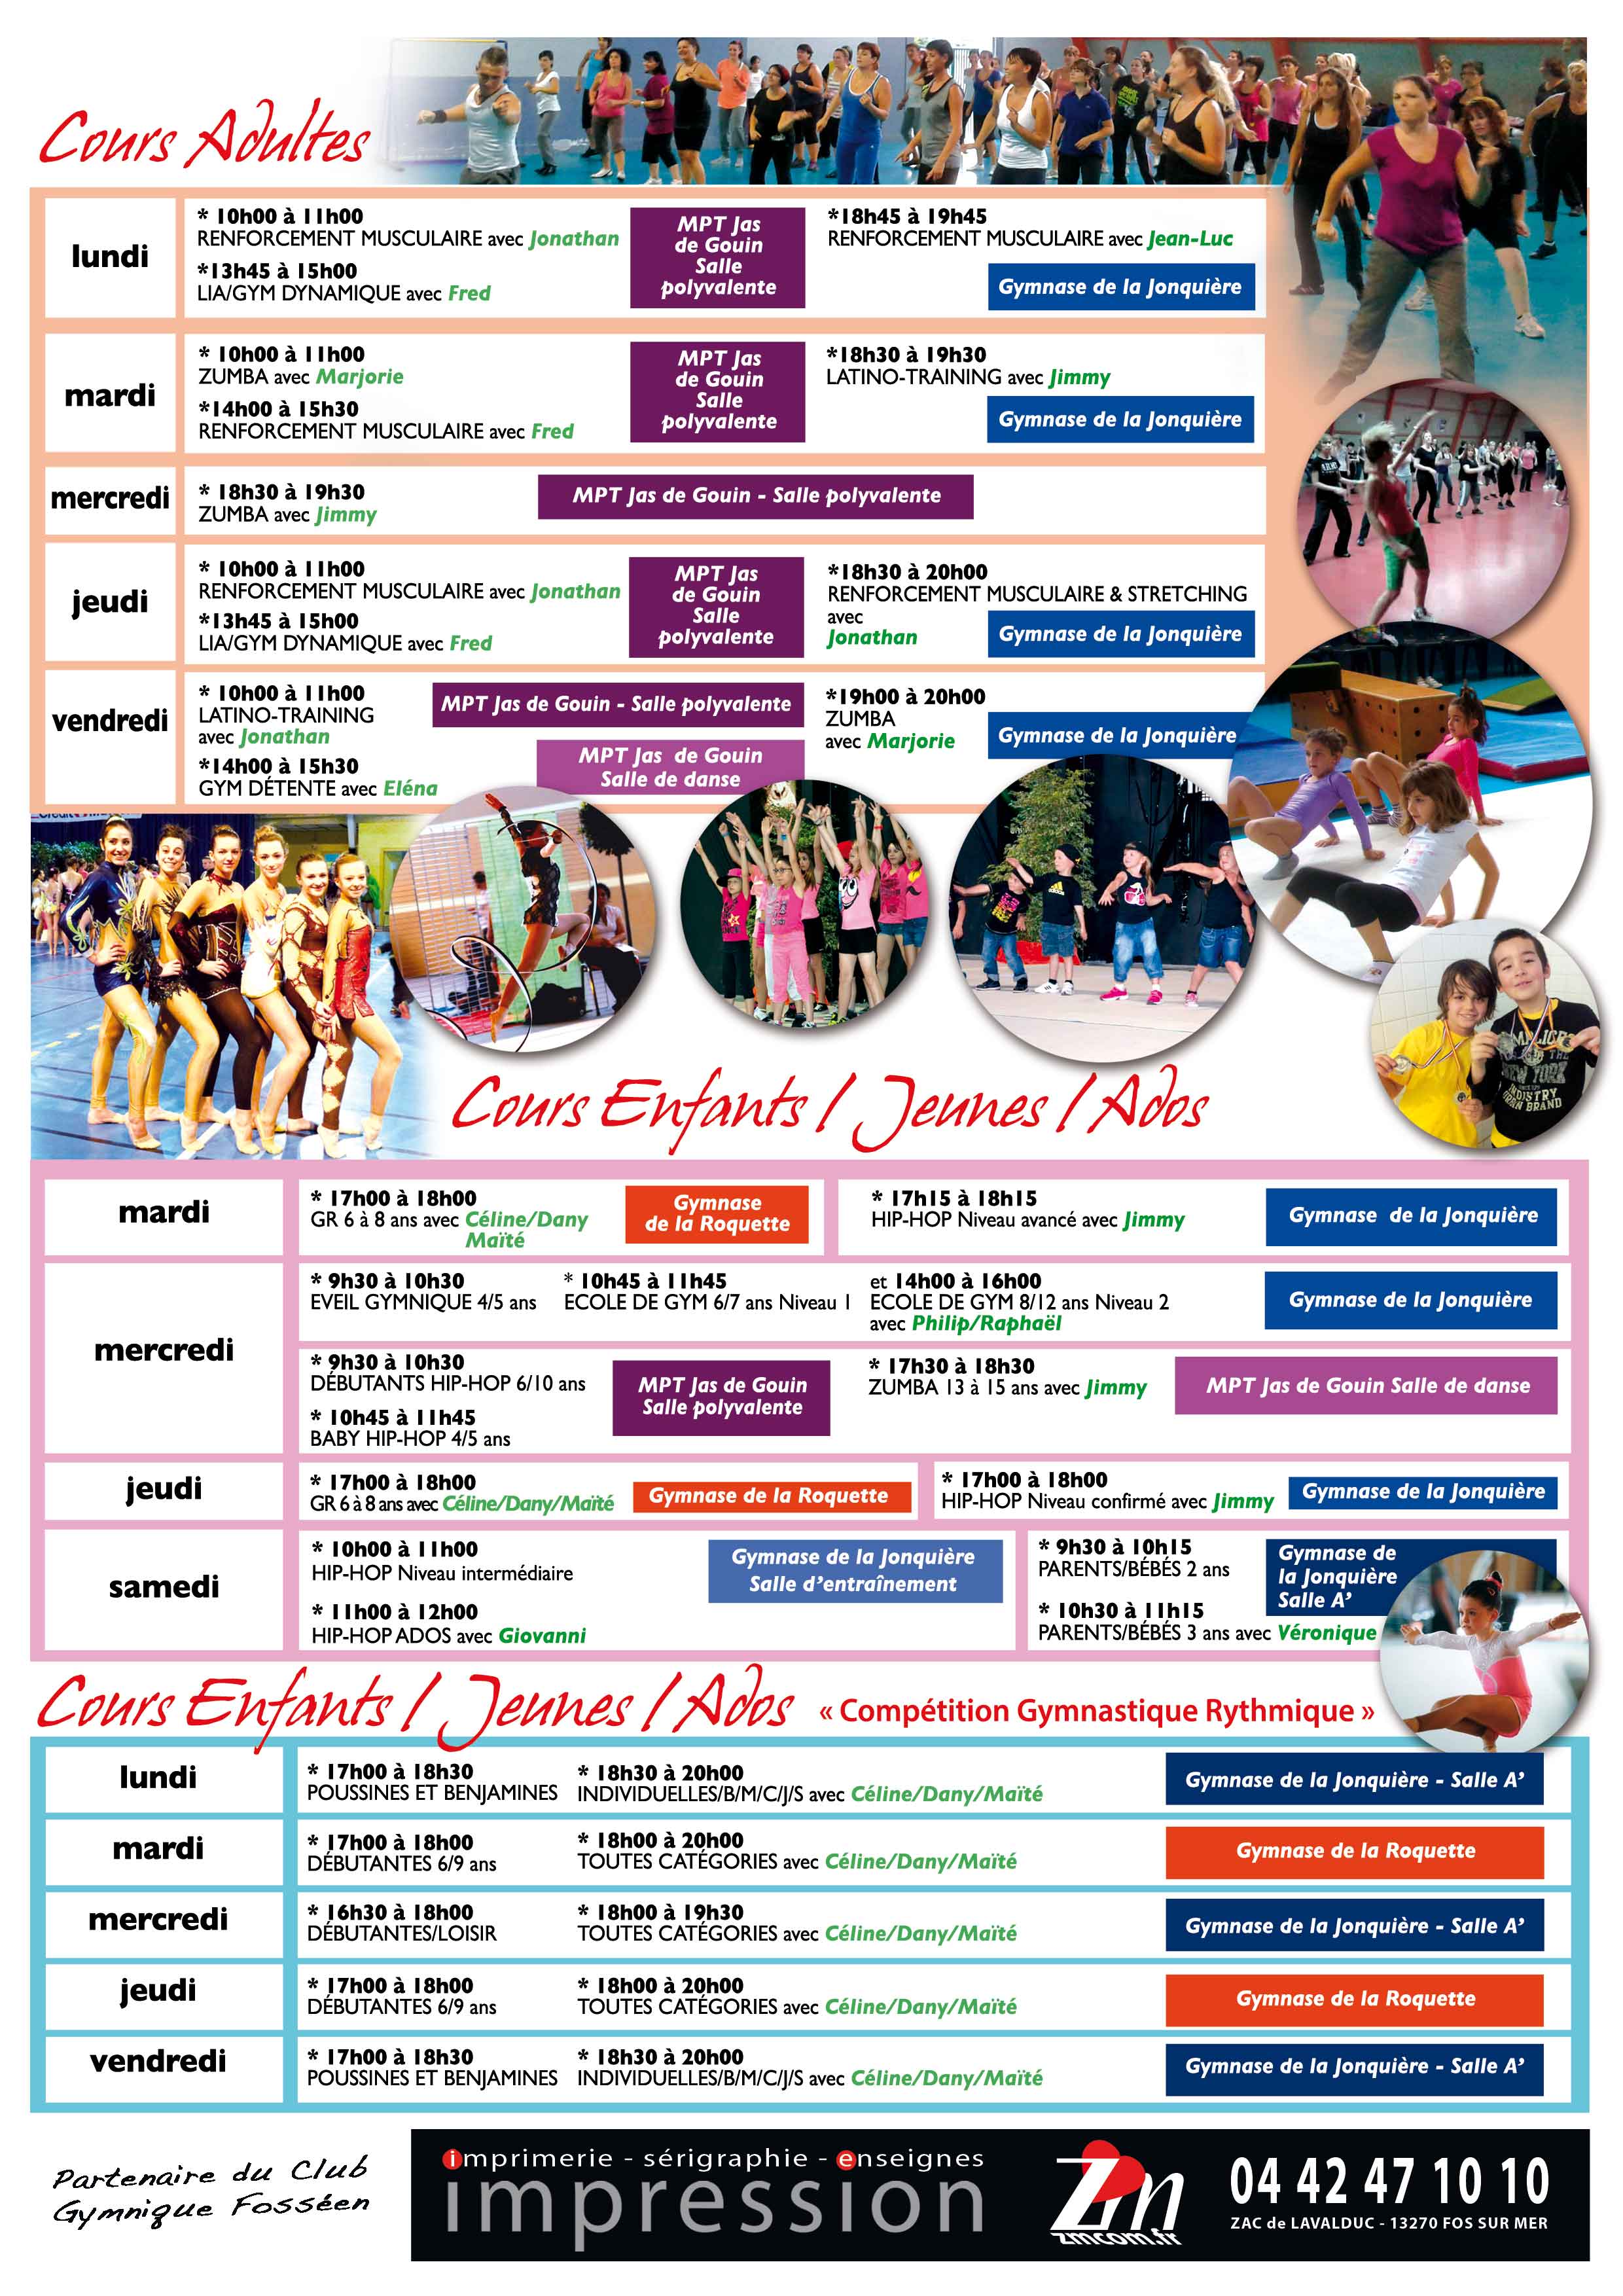 Cours Adultes
lundi
* 10h00 à 11h00
RENFORCEMENT MUSCULAIRE avec Jonathan
*13h45 à 15h00
LIA/GYM DYNAMIQUE avec Fred
MPT Jas
de Gouin
Salle
polyvalente
*18h45 à 19h45
RENFORCEMENT MUSCULAIRE avec Jean-Luc
Gymnase de la Jonquière
mardi
* 10h00 à 11h00
ZUMBA avec Marjorie
*14h00 à 15h30
RENFORCEMENT MUSCULAIRE avec Fred
MPT Jas
de Gouin
Salle
polyvalente
*18h30 à 19h30
LATINO-TRAINING avec Jimmy
Gymnase de la Jonquière
mercredi
* 18h30 à 19h30
ZUMBA avec Jimmy
MPT Jas de Gouin - Salle polyvalente
jeudi
* 10h00 à 11h00
RENFORCEMENT MUSCULAIRE avec Jonathan
*13h45 à 15h00
LIA/GYM DYNAMIQUE avec Fred
MPT Jas
de Gouin
Salle
polyvalente
*18h30 à 20h00
RENFORCEMENT MUSCULAIRE & STRETCHING
avec
Jonathan
Gymnase de la Jonquière
vendredi
* 10h00 à 11h00
LATINO-TRAINING
avec Jonathan
*14h00 à 15h30
GYM DÉTENTE avec Eléna
MPT Jas de Gouin - Salle polyvalente
MPT Jas de Gouin
Salle de danse
*19h00 à 20h00
ZUMBA
avec Marjorie
Gymnase de la Jonquière
Cours Enfants / Jeunes / Ados
mardi
* 17h00 à 18h00
GR 6 à 8 ans avec Céline/Dany
Maïté
Gymnase
de la Roquette
* 17h15 à 18h15
HIP-HOP Niveau avancé avec Jimmy
Gymnase de la Jonquière
mercredi
* 9h30 à 10h30
EVEIL GYMNIQUE 4/5 ans
* 10h45 à 11h45
ECOLE DE GYM 6/7 ans Niveau 1
et 14h00 à 16h00
ECOLE DE GYM 8/12 ans Niveau 2
avec Philip/Raphaël
Gymnase de la Jonquière
* 9h30 à 10h30
DÉBUTANTS HIP-HOP 6/10 ans
* 10h45 à 11h45
BABY HIP-HOP 4/5 ans
MPT Jas de Gouin
Salle polyvalente
* 17h30 à 18h30
ZUMBA 13 à 15 ans avec Jimmy
MPT Jas de Gouin Salle de danse
jeudi
* 17h00 à 18h00
GR 6 à 8 ans avec Céline/Dany/Maïté
Gymnase de la Roquette
* 17h00 à 18h00
HIP-HOP Niveau confirmé avec Jimmy
Gymnase de la Jonquière
samedi
* 10h00 à 11h00
HIP-HOP Niveau intermédiaire
* 11h00 à 12h00
HIP-HOP ADOS avec Giovanni
Gymnase de la Jonquière
Salle d'entraînement
* 9h30 à 10h15
PARENTS/BÉBÉS 2 ans
* 10h30 à 11h15
PARENTS/BÉBÉS 3 ans avec Véronique
Gymnase de
la Jonquière
Salle A'
Cours Enfants / Jeunes / Ados « Compétition Gymnastique Rythmique »
lundi
* 17h00 à 18h30
POUSSINES ET BENJAMINES
* 18h30 à 20h00
INDIVIDUELLES/B/M/C/J/S avec Céline/Dany/Maïté
Gymnase de la Jonquière - Salle A'
mardi
* 17h00 à 18h00
DÉBUTANTES 6/9 ans
* 18h00 à 20h00
TOUTES CATÉGORIES avec Céline/Dany/Maïté
Gymnase de la Roquette
mercredi
* 16h30 à 18h00
DÉBUTANTES/LOISIR
* 18h00 à 19h30
TOUTES CATÉGORIES avec Céline/Dany/Maïté
Gymnase de la Jonquière - Salle A'
jeudi
* 17h00 à 18h00
DÉBUTANTES 6/9 ans
* 18h00 à 20h00
TOUTES CATÉGORIES avec Céline/Dany/Maïté
Gymnase de la Roquette
vendredi
* 17h00 à 18h30
POUSSINES ET BENJAMINES
* 18h30 à 20h00
INDIVIDUELLES/B/M/C/J/S avec Céline/Dany/Maïté
Gymnase de la Jonquière - Salle A'
Partenaire du Club
Gymnique Fosséen
imprimerie - sérigraphie - enseignes
impression
zm
zmcom.fr
04 42 47 10 10
ZAC de LAVALDUC - 13270 FOS SUR MER